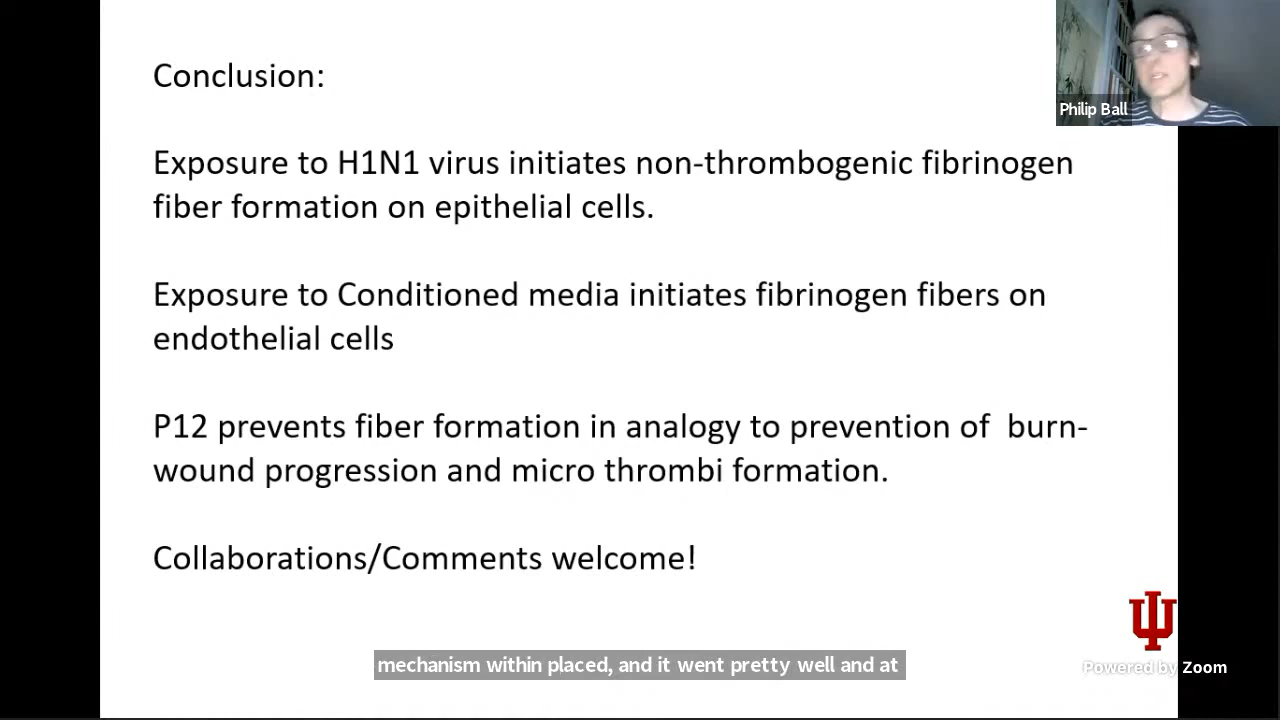 Conclusion:
Philip Ball
Exposure to H1N1 virus initiates non-thrombogenic fibrinogen
fiber formation on epithelial cells.
Exposure to Conditioned media initiates fibrinogen fibers on
endothelial cells
P12 prevents fiber formation in analogy to prevention of  burn-
wound progression and micro thrombi formation.
Collaborations/Comments welcome!
mechanism within placed, and it went pretty well and at
Powered by Zoom